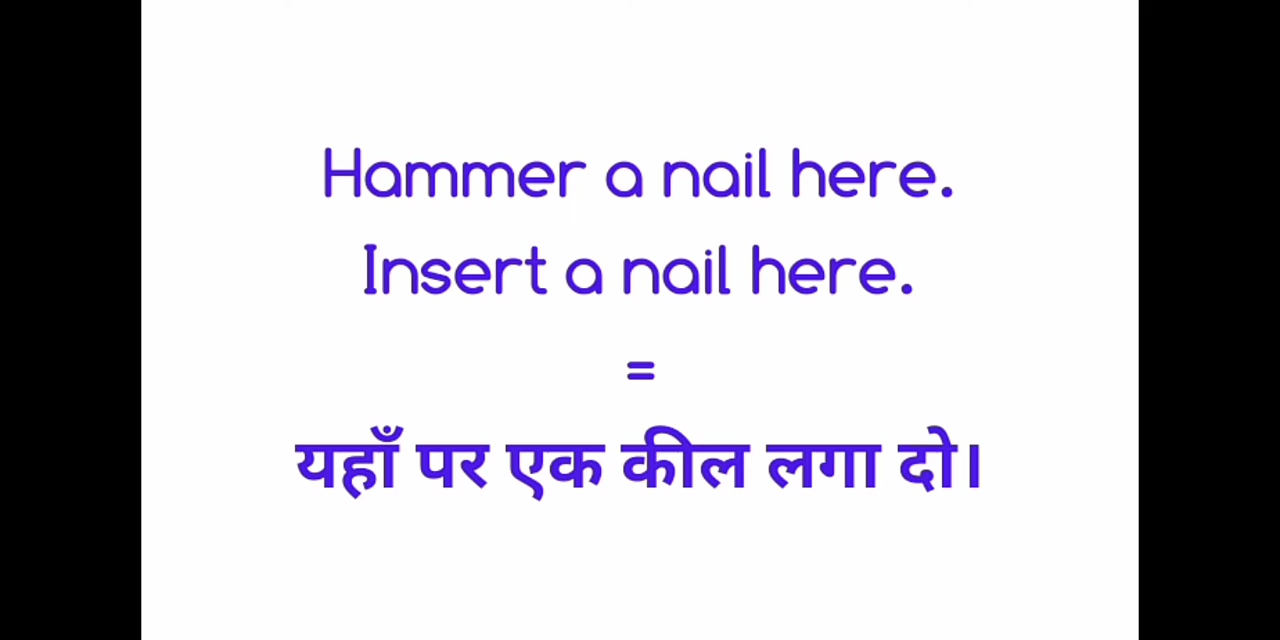 Hammer a nail here.
Insert a nail here.
=
यहाँ पर एक कील लगा दो।